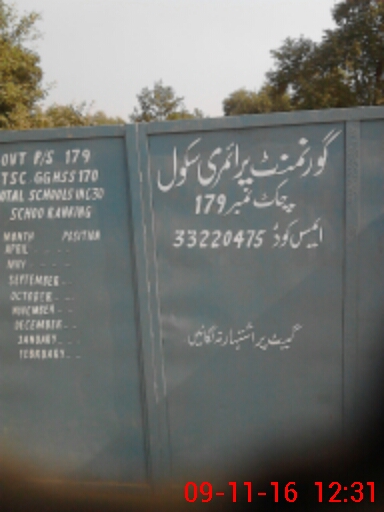 OVT P/S 179
TSC GGHSS 170
OTAL SCHOOLS INC 30
SCHOO RANKING
MONTH POSITION
APRIL
MAY
SEPTEMBER
OCTOBER
NOVEMBER
DECEMBER
JANUARY
FEBRUARY
گورنمنٹ پرائمری سکول
چک نمبر 179
ایمس کوڈ 33220475
گیٹ پر اشتہار نہ لگائیں
09-11-16 12:31